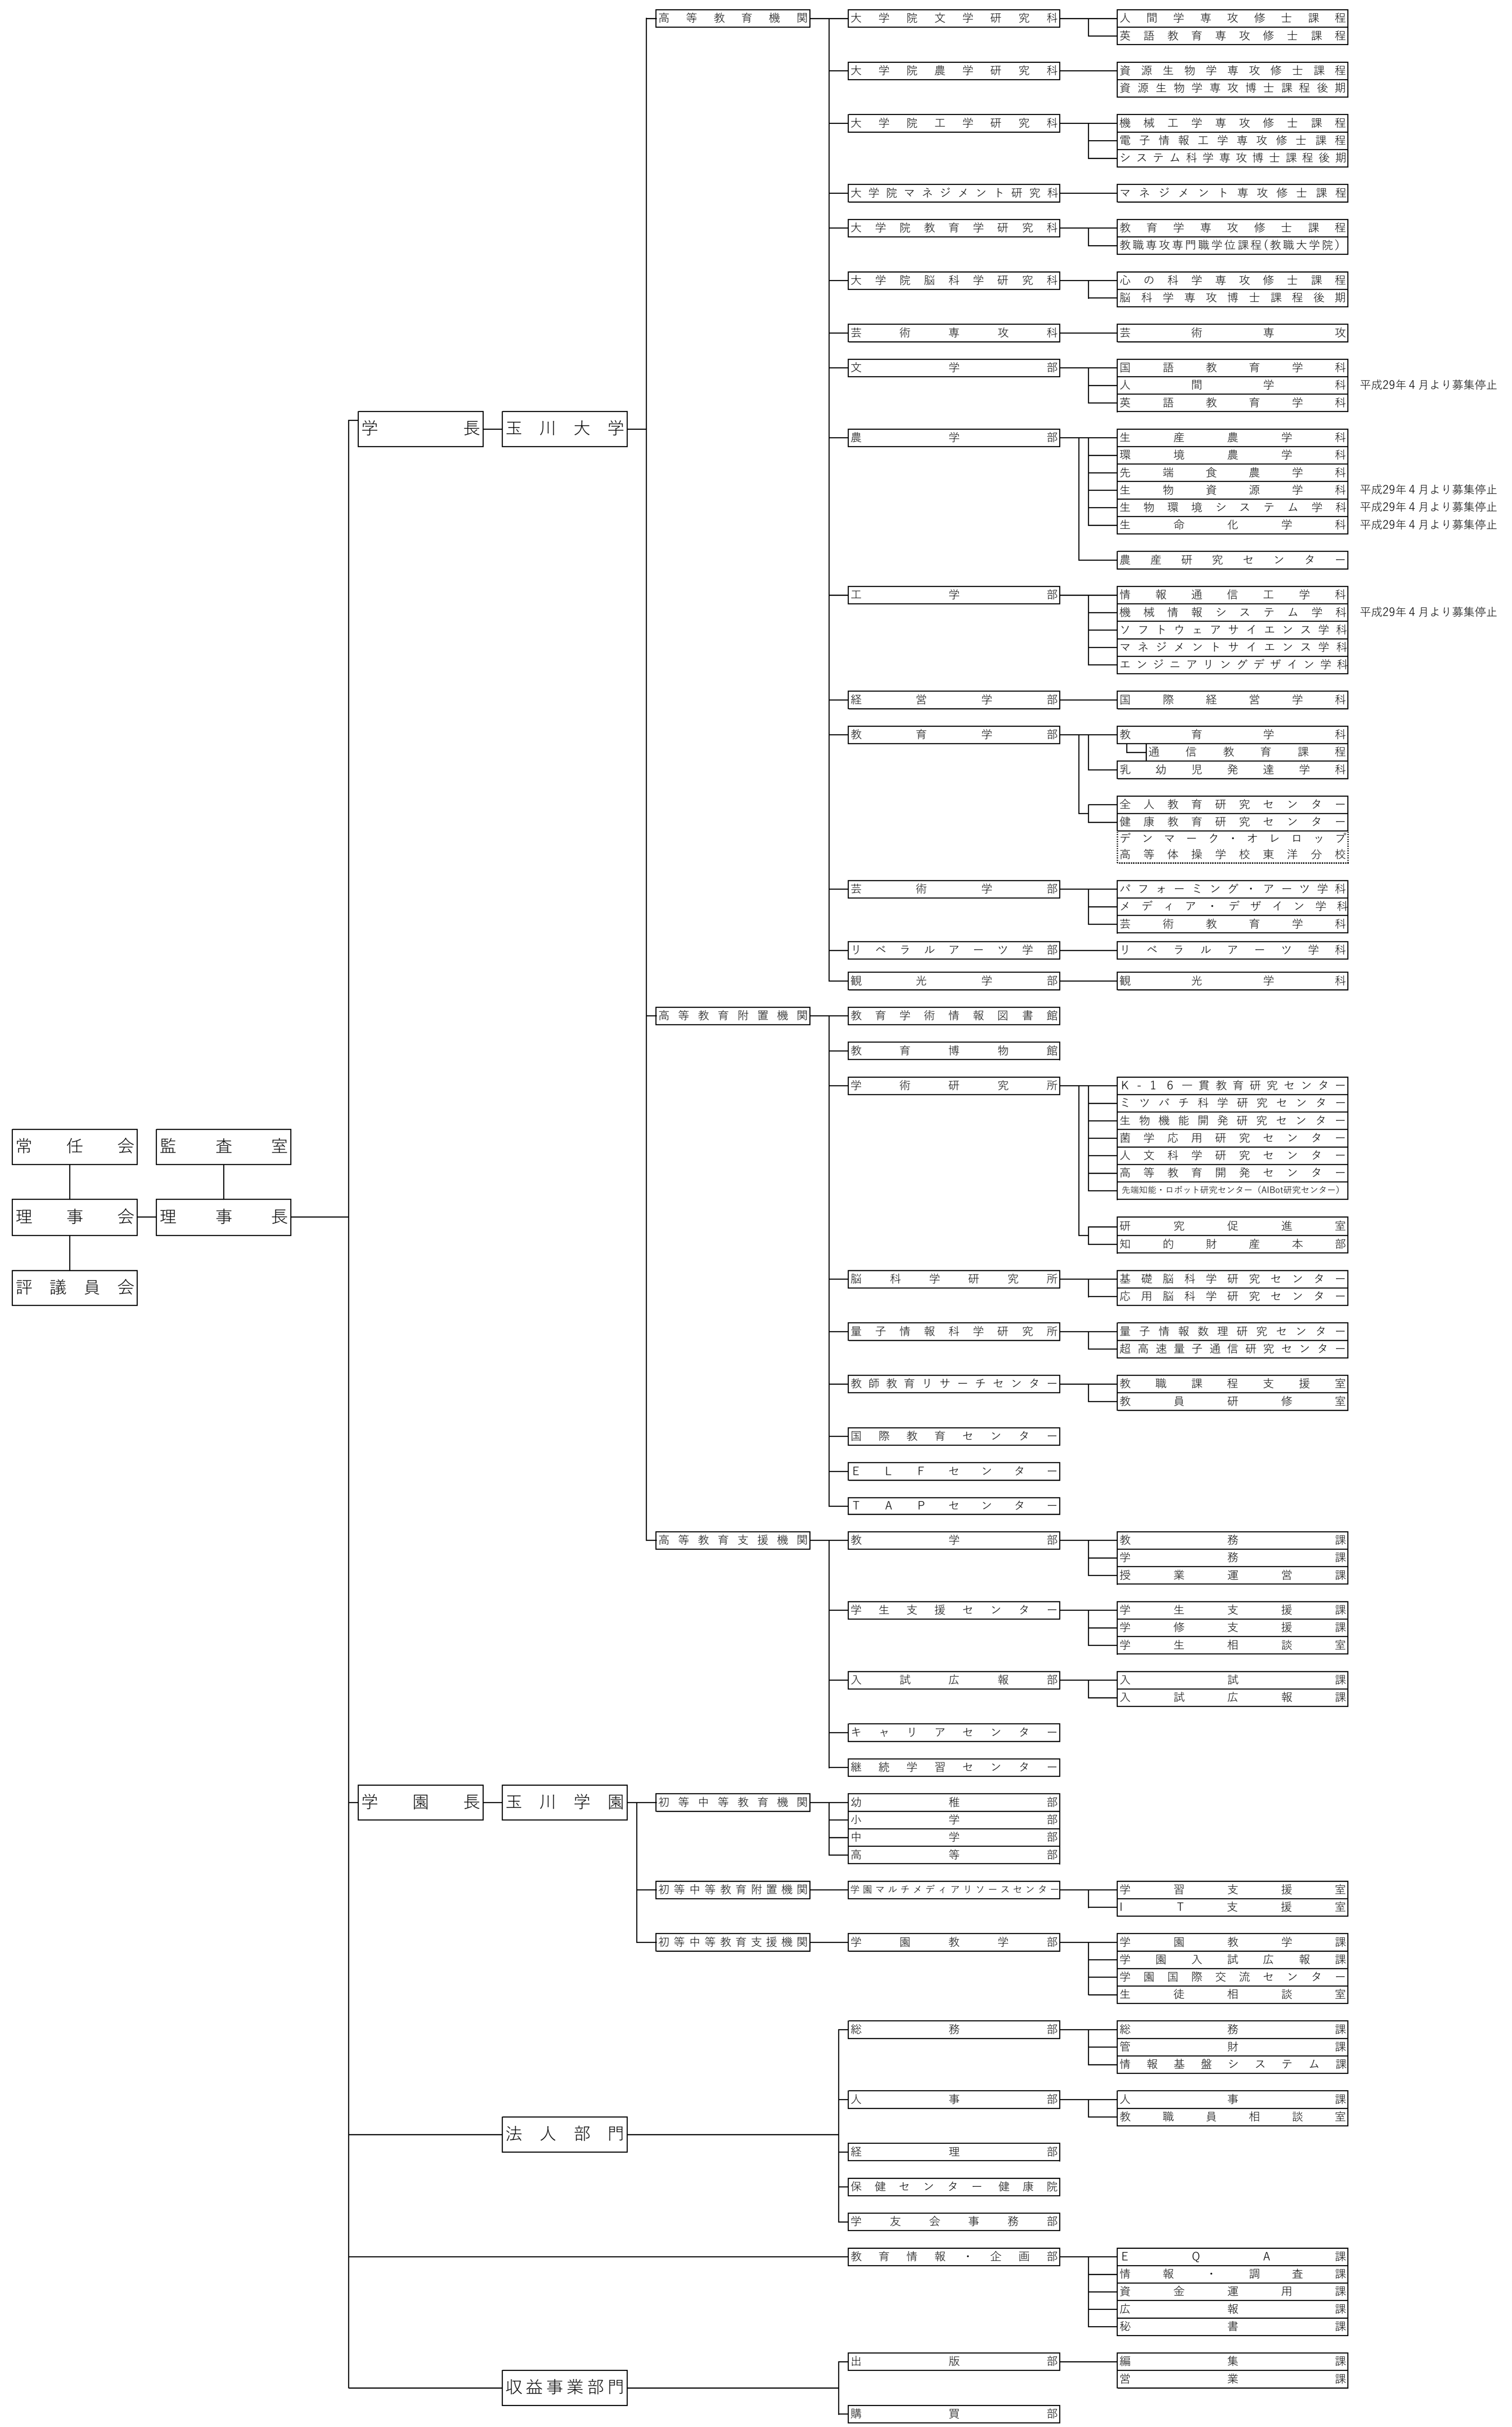 高等教育機関
大学院文学研究科
人間学専攻修士課程
英語教育専攻修士課程
大学院農学研究科
資源生物学専攻修士課程
資源生物学専攻博士課程後期
大学院工学研究科
機械工学専攻修士課程
電子情報工学専攻修士課程
システム科学専攻博士課程後期
大学院マネジメント研究科
マネジメント専攻修士課程
大学院教育学研究科
教育学専攻修士課程
教職専攻専門職学位課程(教職大学院)
大学院脳科学研究科
心の科学専攻修士課程
脳科学専攻博士課程後期
芸術専攻科
芸術専攻
文学部
国語教育学科
人間学科 平成29年4月より募集停止
英語教育学科
学長
玉川大学
農学部
生産農学科
環境農学科
先端食農学科
生物資源学科 平成29年4月より募集停止
生物環境システム学科 平成29年4月より募集停止
生命化学科 平成29年4月より募集停止
農産研究センター
工学部
情報通信工学科
機械情報システム学科 平成29年4月より募集停止
ソフトウェアサイエンス学科
マネジメントサイエンス学科
エンジニアリングデザイン学科
経営学部
国際経営学科
教育学部
教育学科
通信教育課程
乳幼児発達学科
全人教育研究センター
健康教育研究センター
デンマーク・オレロップ
高等体操学校東洋分校
芸術学部
パフォーミング・アーツ学科
メディア・デザイン学科
芸術教育学科
リベラルアーツ学部
リベラルアーツ学科
観光学部
観光学科
高等教育附置機関
教育学術情報図書館
教育博物館
学術研究所
K-16一貫教育研究センター
ミツバチ科学研究センター
生物機能開発研究センター
菌学応用研究センター
人文科学研究センター
高等教育開発センター
先端知能・ロボット研究センター（AIBot研究センター）
研究促進室
知的財産本部
常任会
監査室
理事会
理事長
評議員会
脳科学研究所
基礎脳科学研究センター
応用脳科学研究センター
量子情報科学研究所
量子情報数理研究センター
超高速量子通信研究センター
教師教育リサーチセンター
教職課程支援室
教員研修室
国際教育センター
ELFセンター
TAPセンター
高等教育支援機関
教学部
教務課
学務課
授業運営課
学生支援センター
学生支援課
学修支援課
学生相談室
入試広報部
入試課
入試広報課
キャリアセンター
継続学習センター
学園長
玉川学園
初等中等教育機関
幼稚部
小学部
中学部
高等部
初等中等教育附置機関
学園マルチメディアリソースセンター
学習支援室
IT支援室
初等中等教育支援機関
学園教学部
学園教学課
学園入試広報課
学園国際交流センター
生徒相談室
総務部
総務課
管財課
情報基盤システム課
人事部
人事課
教職員相談室
法人部門
経理部
保健センター健康院
学友会事務部
教育情報・企画部
EQA課
情報・調査課
資金運用課
広報課
秘書課
出版部
編集課
営業課
収益事業部門
購買部